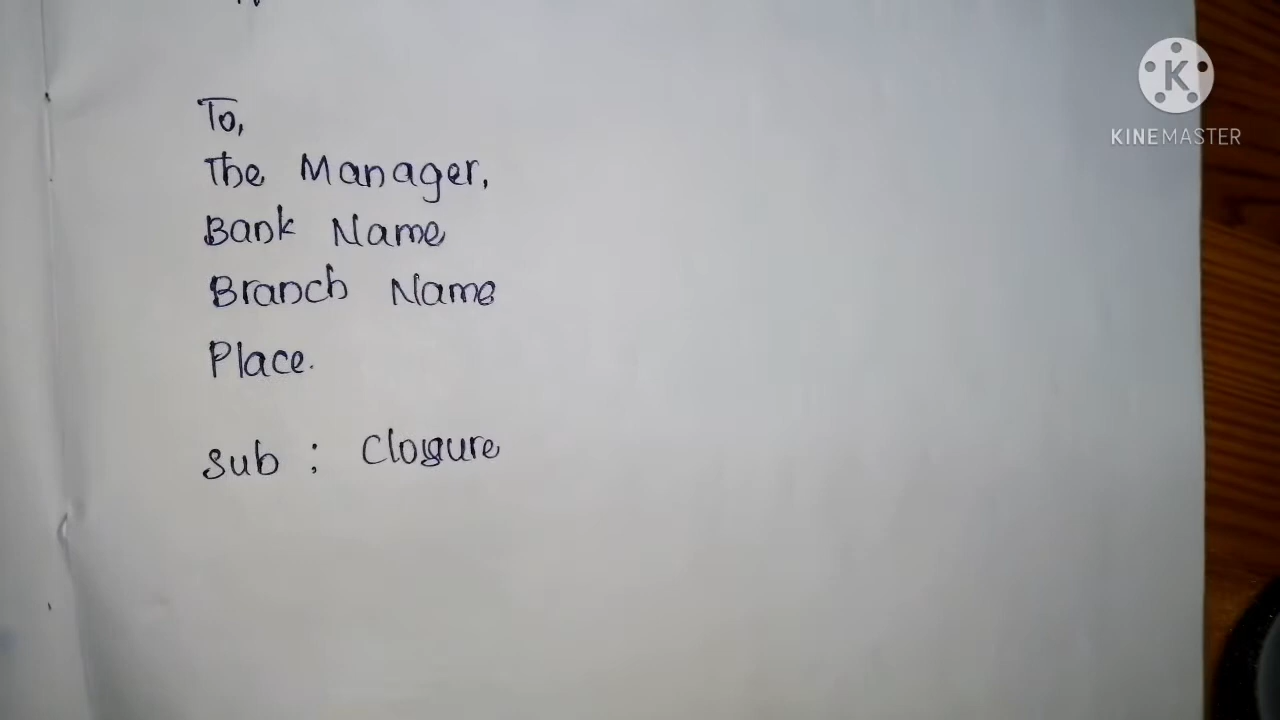 To,
The Manager,
Bank Name
Branch Name
Place.
Sub : Closure
KINEMASTER